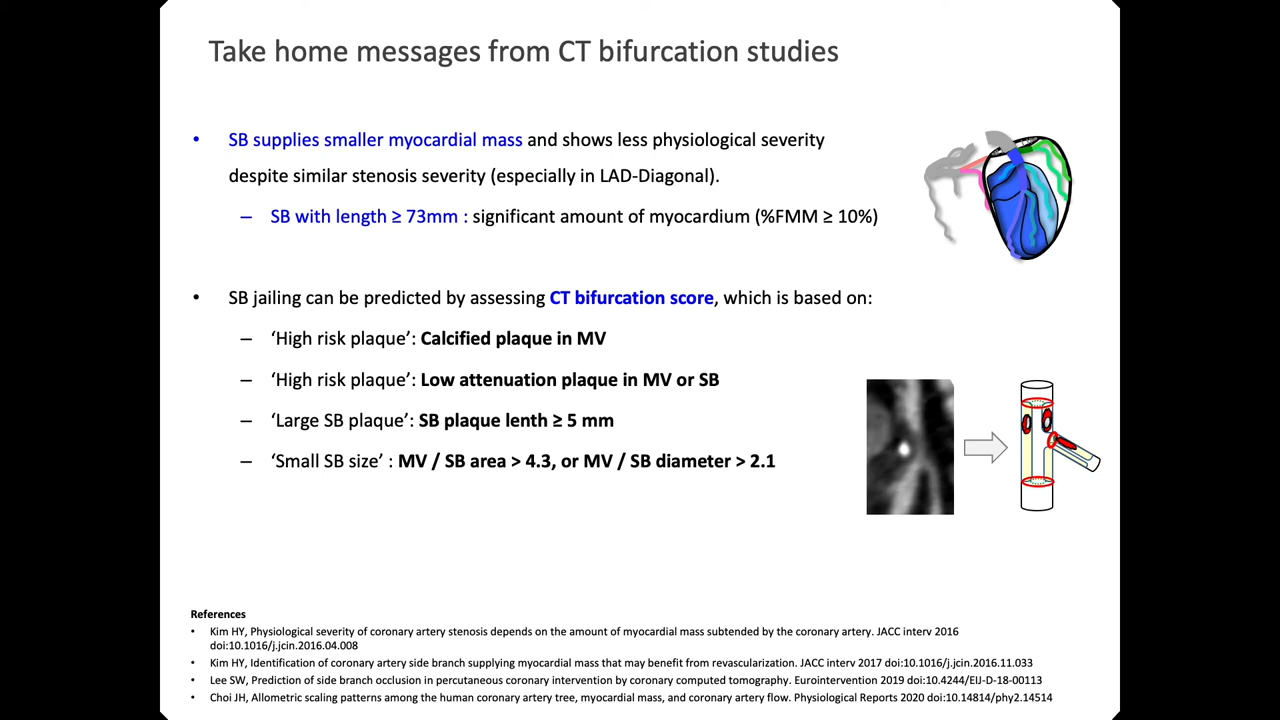 Take home messages from CT bifurcation studies
• SB supplies smaller myocardial mass and shows less physiological severity
despite similar stenosis severity (especially in LAD-Diagonal).
– SB with length ≥ 73mm : significant amount of myocardium (%FMM ≥ 10%)
• SB jailing can be predicted by assessing CT bifurcation score, which is based on:
– ‘High risk plaque’: Calcified plaque in MV
– ‘High risk plaque’: Low attenuation plaque in MV or SB
– ‘Large SB plaque’: SB plaque lenth ≥ 5 mm
– ‘Small SB size’ : MV / SB area > 4.3, or MV / SB diameter > 2.1
References
• Kim HY, Physiological severity of coronary artery stenosis depends on the amount of myocardial mass subtended by the coronary artery. JACC interv 2016
doi:10.1016/j.jcin.2016.04.008
• Kim HY, Identification of coronary artery side branch supplying myocardial mass that may benefit from revascularization. JACC interv 2017 doi:10.1016/j.jcin.2016.11.033
• Lee SW, Prediction of side branch occlusion in percutaneous coronary intervention by coronary computed tomography. Eurointervention 2019 doi:10.4244/EIJ-D-18-00113
• Choi JH, Allometric scaling patterns among the human coronary artery tree, myocardial mass, and coronary artery flow. Physiological Reports 2020 doi:10.14814/phy2.14514